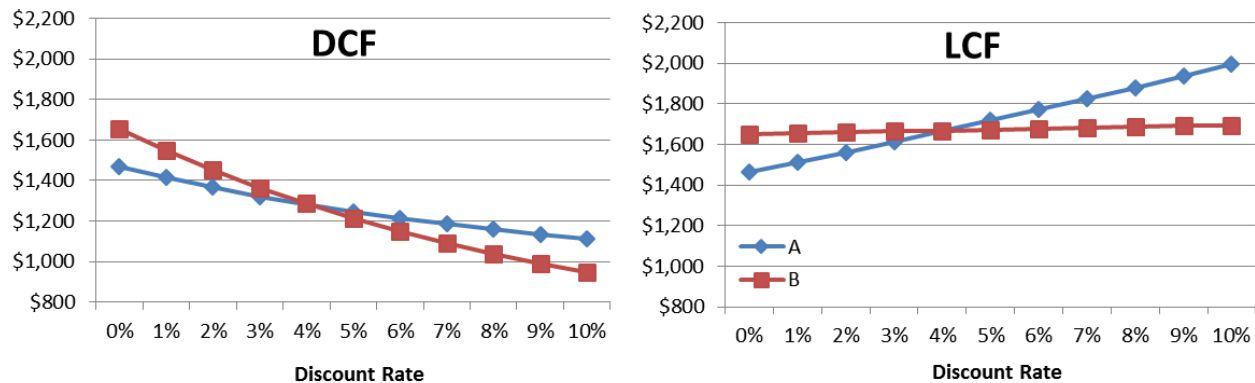 DCF
$2,200
$2,000
$1,800
$1,600
$1,400
$1,200
$1,000
$800
0% 1% 2% 3% 4% 5% 6% 7% 8% 9% 10%
Discount Rate
LCF
$2,200
$2,000
$1,800
$1,600
$1,400
$1,200
$1,000
$800
A
B
0% 1% 2% 3% 4% 5% 6% 7% 8% 9% 10%
Discount Rate